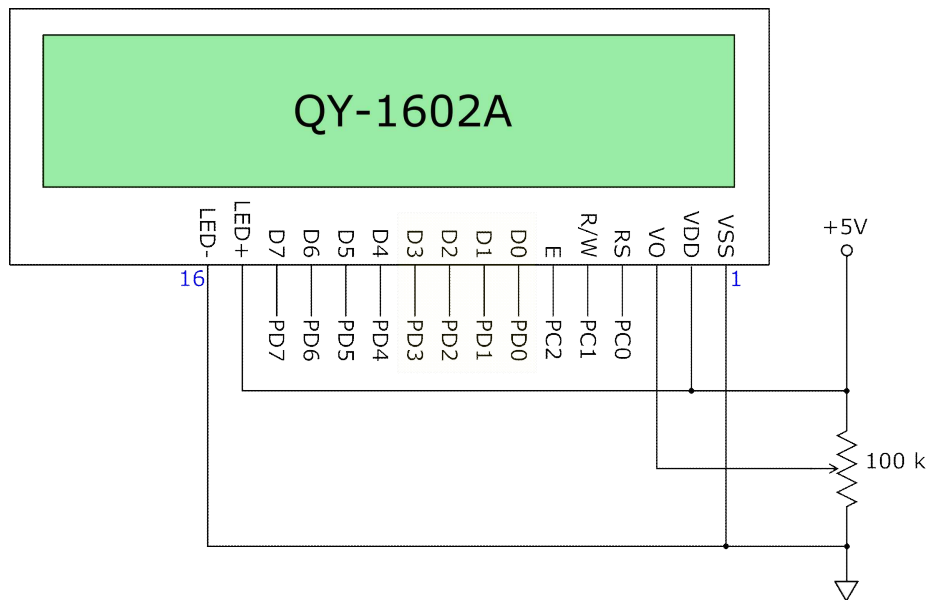 QY-1602A
LED-
LED+
D7
D6
D5
D4
D3
D2
D1
D0
E
R/W
RS
VO
VDD
VSS
+5V
16
1
PD7
PD6
PD5
PD4
PD3
PD2
PD1
PD0
PC2
PC1
PC0
100 k